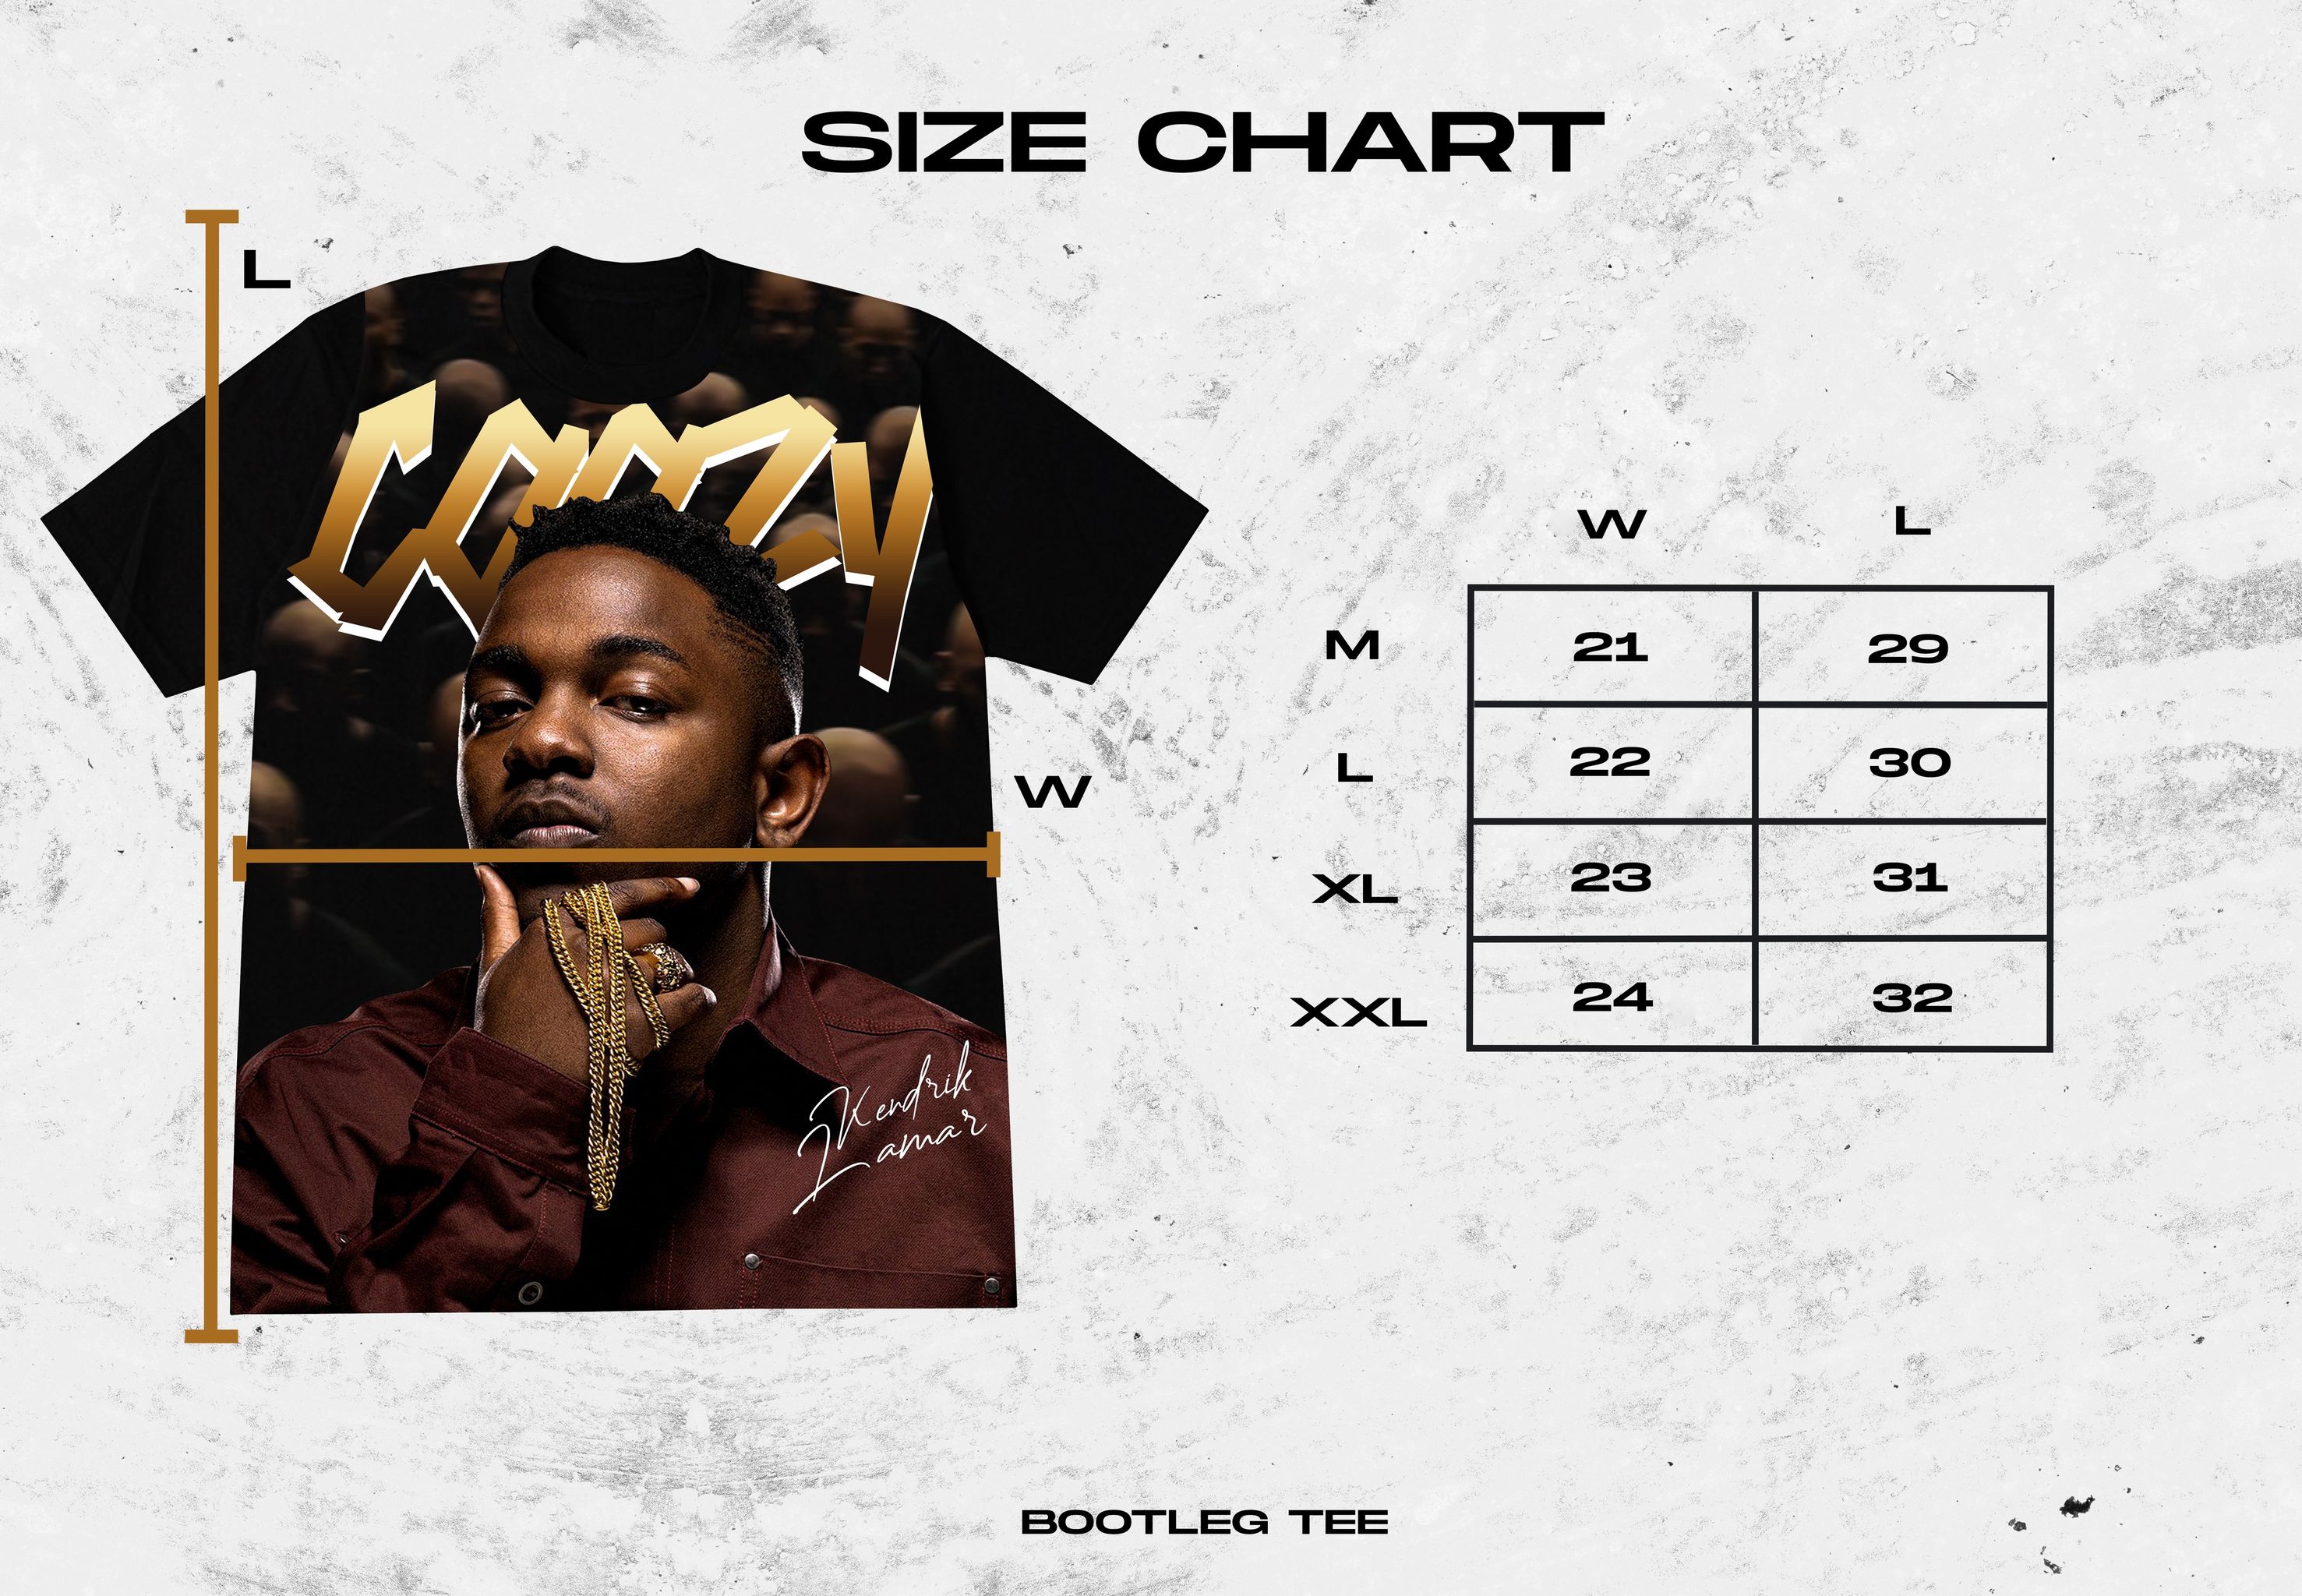 SIZE CHART
L
COOZY
W
Kendrik
Lamar
W L
M 21 29
L 22 30
XL 23 31
XXL 24 32
BOOTLEG TEE